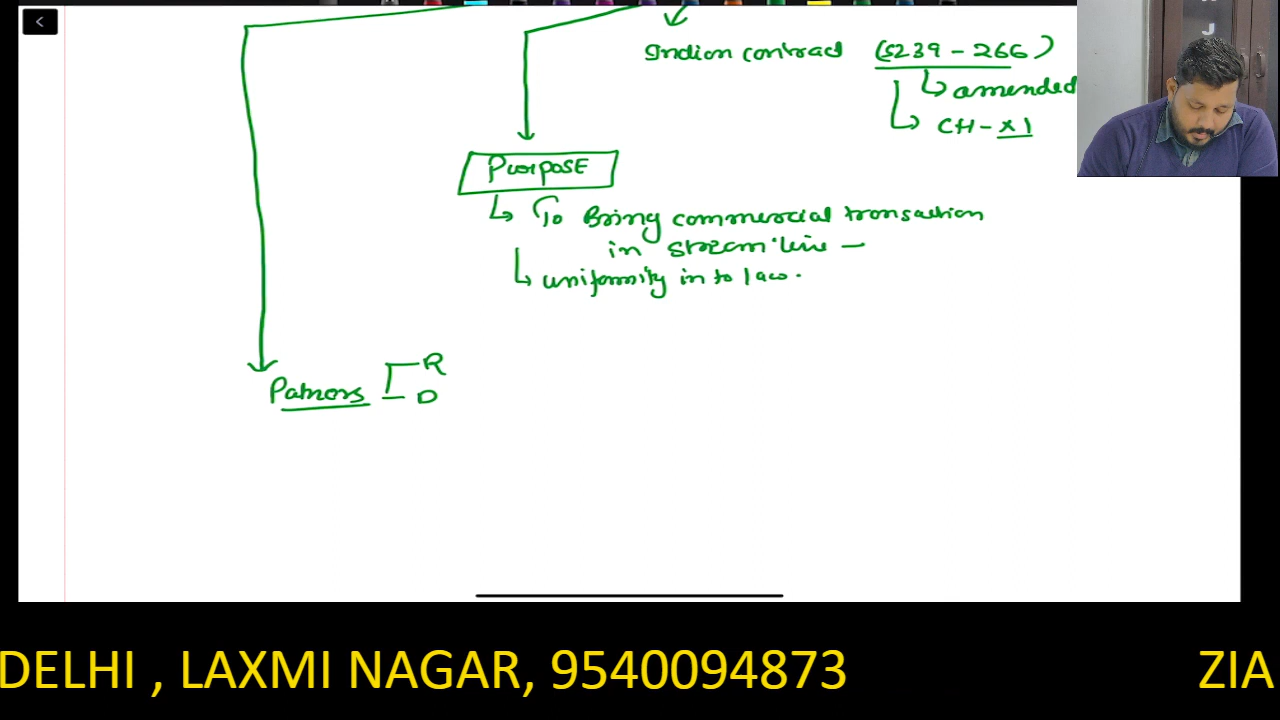 Indian contract (S239 - 266)
amended
CH - XI
PurposE
To Bring commercial transaction
in stream line -
uniformity in to law.
Patners
R
D
J
DELHI , LAXMI NAGAR, 9540094873
ZIA